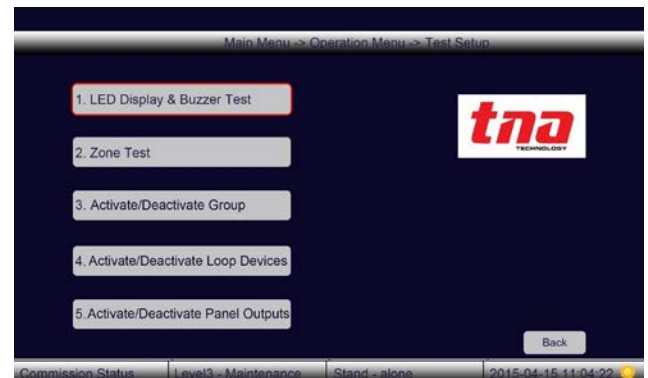 Main Menu -> Operation Menu -> Test Setup
1. LED Display & Buzzer Test
tna
TECHNOLOGY
2. Zone Test
3. Activate/Deactivate Group
4. Activate/Deactivate Loop Devices
5.Activate/Deactivate Panel Outputs
Back
Commission Status Level3 - Maintenance Stand - alone 2015-04-15 11:04:22